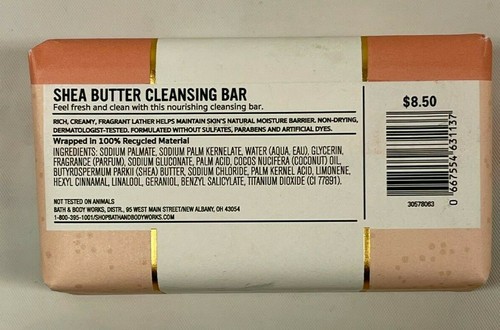 SHEA BUTTER CLEANSING BAR
Feel fresh and clean with this nourishing cleansing bar.
RICH, CREAMY, FRAGRANT LATHER HELPS MAINTAIN SKIN'S NATURAL MOISTURE BARRIER. NON-DRYING,
DERMATOLOGIST-TESTED. FORMULATED WITHOUT SULFATES, PARABENS AND ARTIFICIAL DYES.
Wrapped in 100% Recycled Material
INGREDIENTS: SODIUM PALMATE, SODIUM PALM KERNELATE, WATER (AQUA, EAU), GLYCERIN,
FRAGRANCE (PARFUM), SODIUM GLUCONATE, PALM ACID, COCOS NUCIFERA (COCONUT) OIL,
BUTYROSPERMUM PARKII (SHEA) BUTTER, SODIUM CHLORIDE, PALM KERNEL ACID, LIMONENE,
HEXYL CINNAMAL, LINALOOL, GERANIOL, BENZYL SALICYLATE, TITANIUM DIOXIDE (CI 77891).
NOT TESTED ON ANIMALS
BATH & BODY WORKS, DISTR., 95 WEST MAIN STREET/NEW ALBANY, OH 43054
1-800-395-1001/SHOPBATHANDBODYWORKS.COM
$8.50
0 667554 631137
30578063